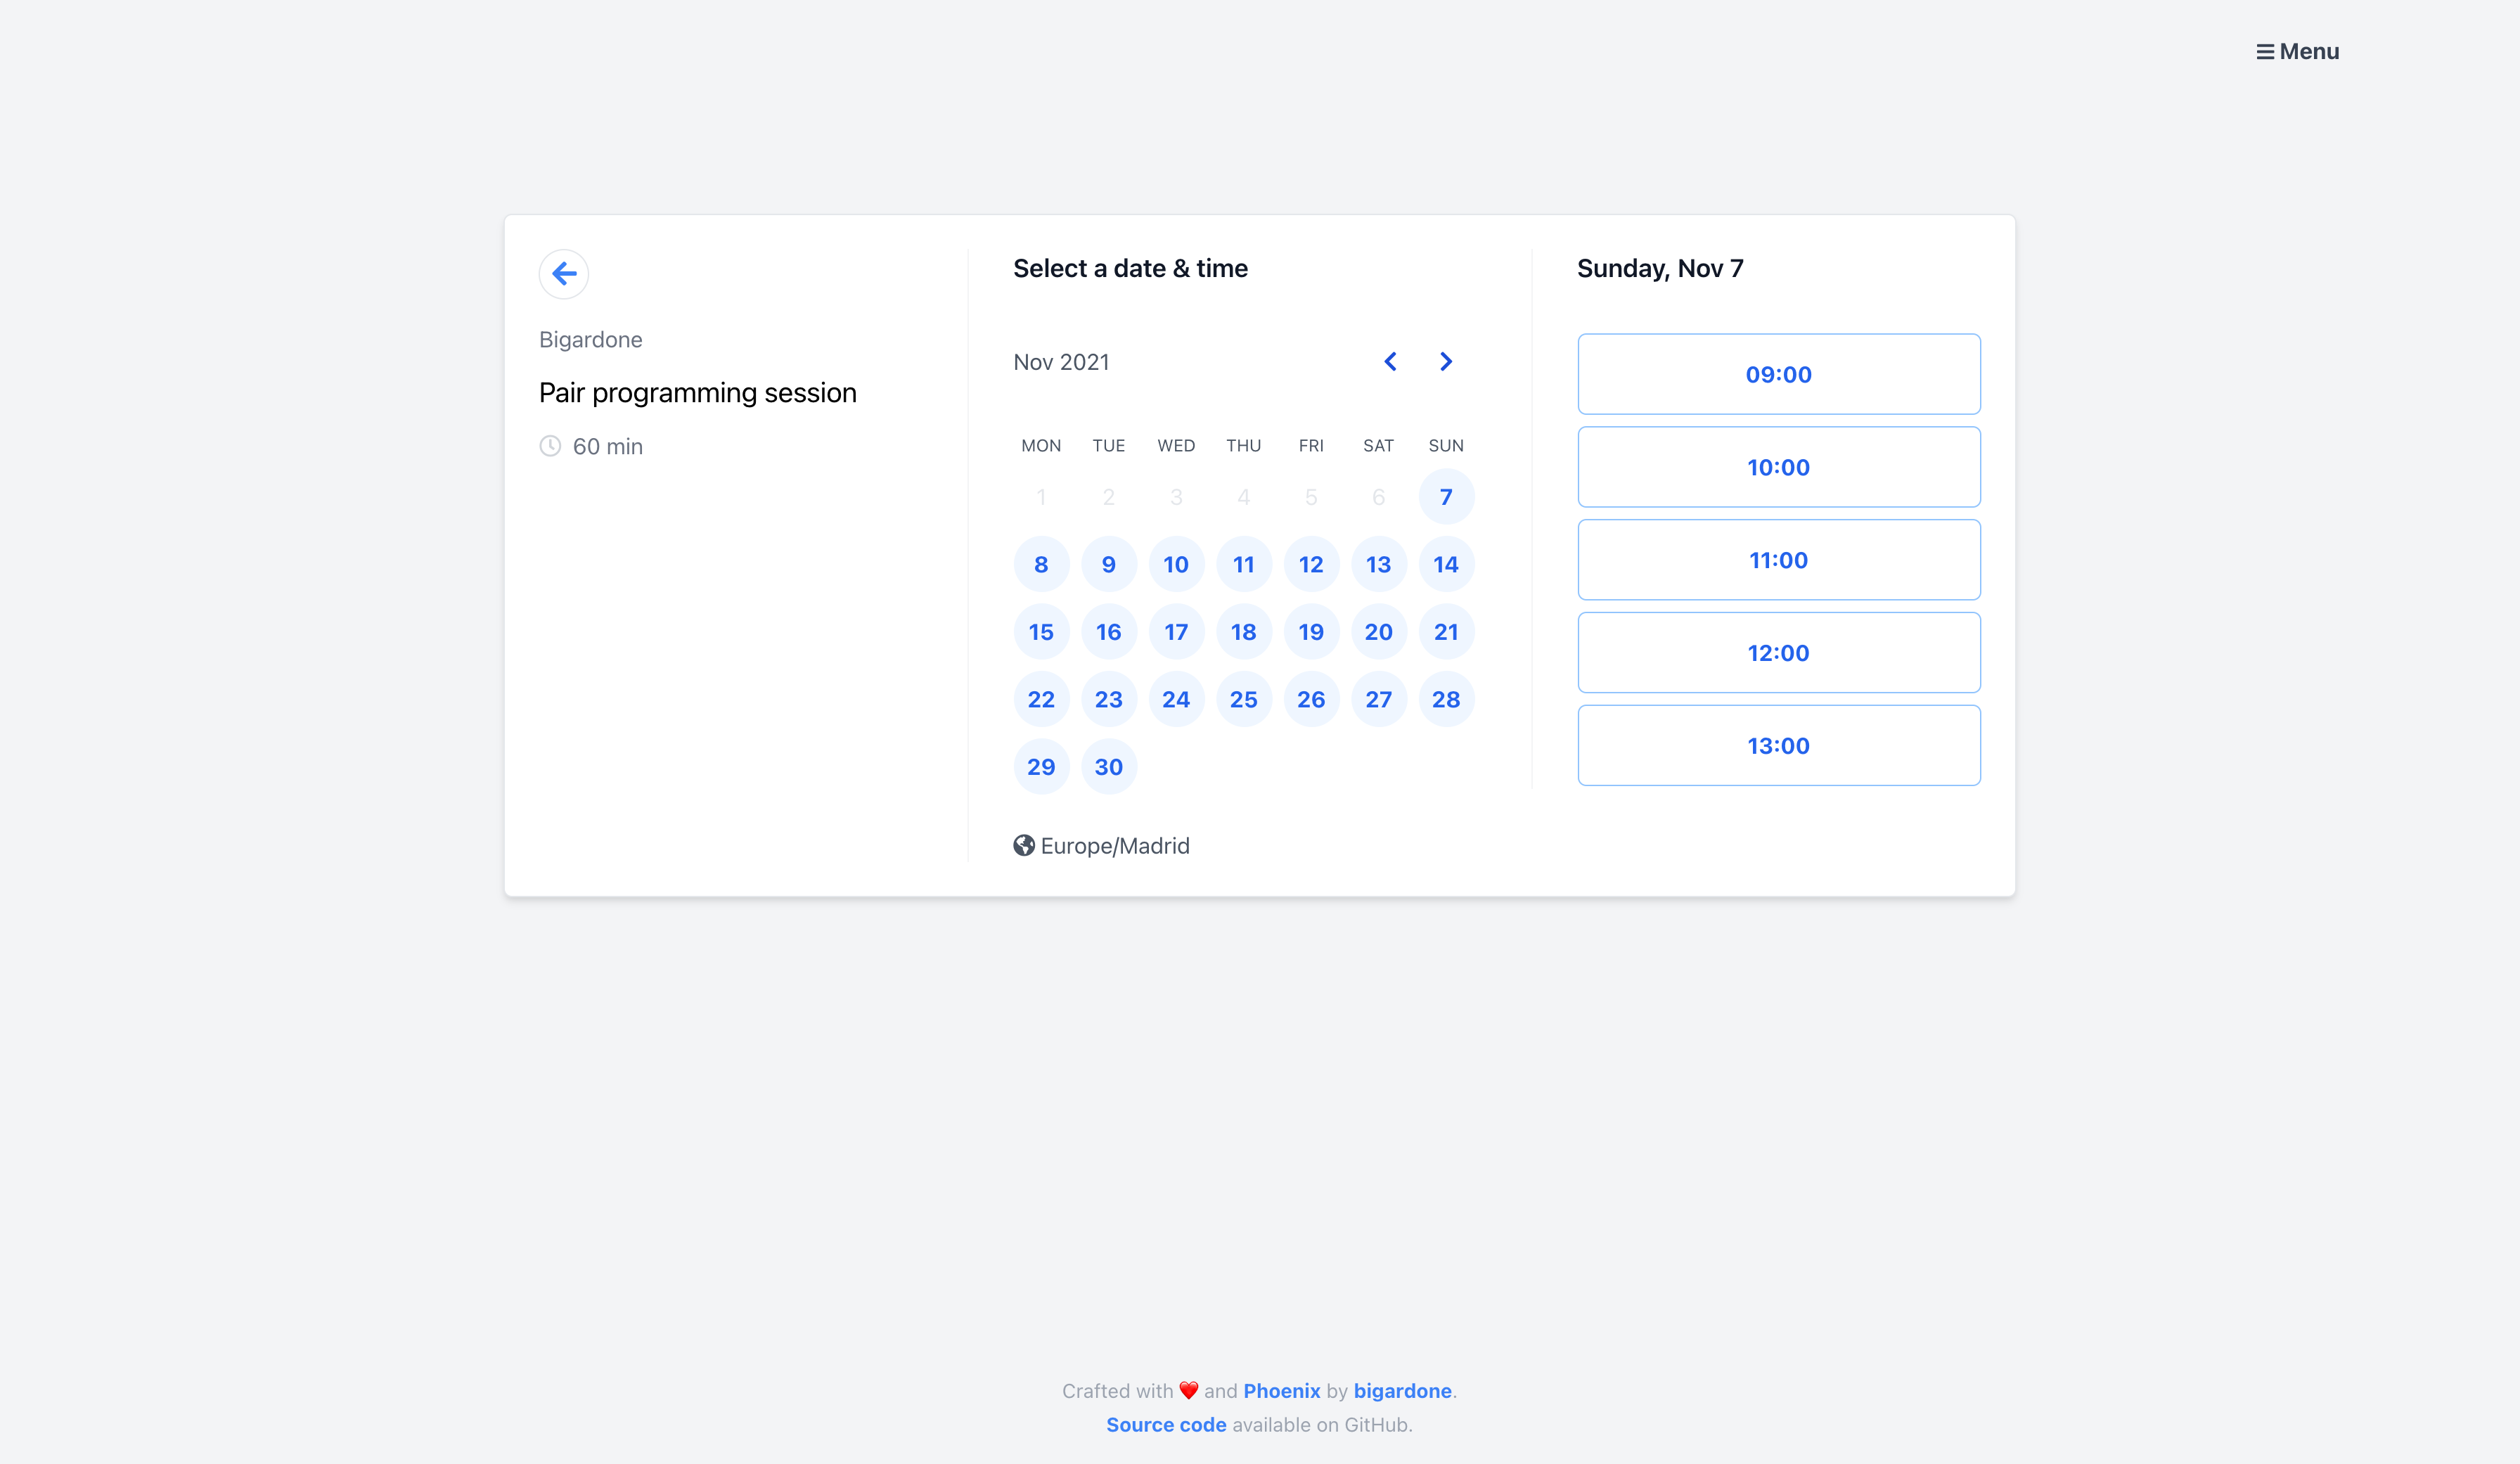 Menu
Bigardone
Pair programming session
60 min
Select a date & time
Nov 2021
MON TUE WED THU FRI SAT SUN
1 2 3 4 5 6 7
8 9 10 11 12 13 14
15 16 17 18 19 20 21
22 23 24 25 26 27 28
29 30
Europe/Madrid
Sunday, Nov 7
09:00
10:00
11:00
12:00
13:00
Crafted with ❤️ and Phoenix by bigardone.
Source code available on GitHub.